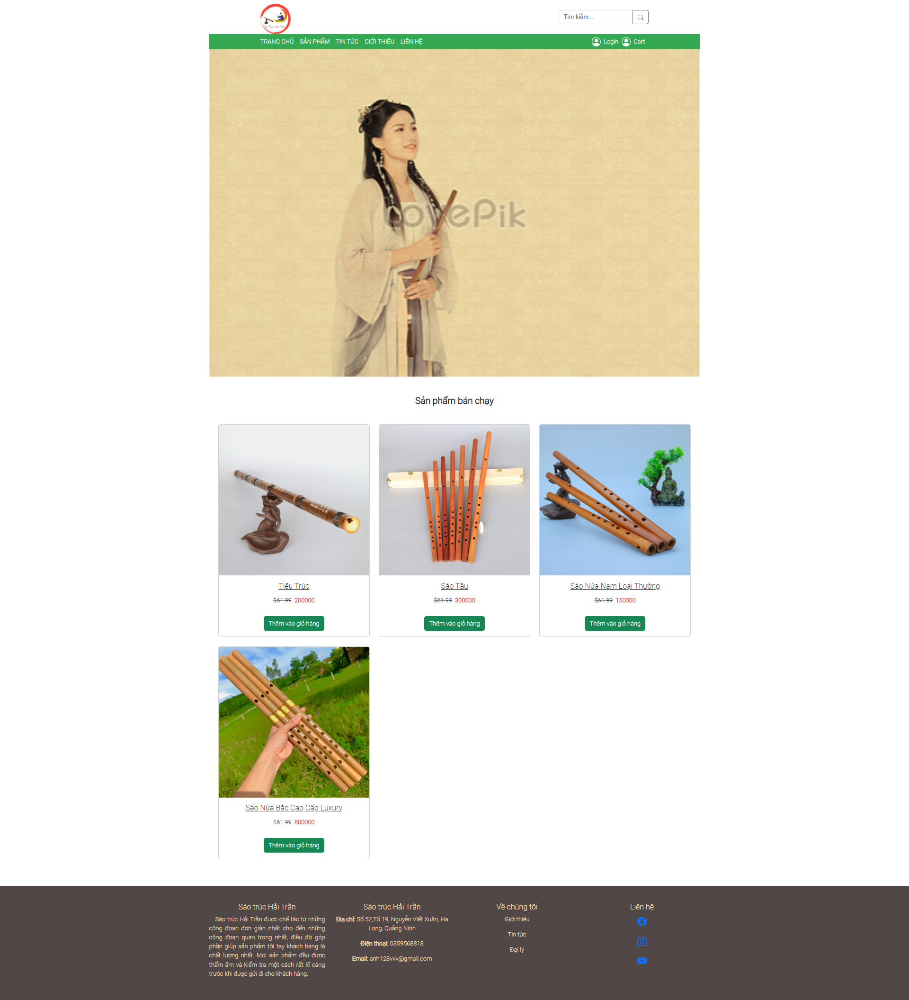 Sáo Trúc Hải Trần
Tìm kiếm...
TRANG CHỦ SẢN PHẨM TIN TỨC GIỚI THIỆU LIÊN HỆ
Login Cart
LovePik
Sản phẩm bán chạy
Tiêu Trúc
$61.99 200000
Thêm vào giỏ hàng
Sáo Tầu
$61.99 300000
Thêm vào giỏ hàng
Sáo Nứa Nam Loại Thường
$61.99 150000
Thêm vào giỏ hàng
Sáo Nứa Bắc Cao Cấp Luxury
$61.99 800000
Thêm vào giỏ hàng
Sáo trúc Hải Trần
Sáo trúc Hải Trần được chế tác từ những
công đoạn đơn giản nhất cho đến những
công đoạn quan trọng nhất, điều đó góp
phần giúp sản phẩm tới tay khách hàng là
chất lượng nhất. Mọi sản phẩm đều được
thẩm âm và kiểm tra một cách rất kĩ càng
trước khi được gửi đi cho khách hàng.
Sáo trúc Hải Trần
Địa chỉ: Số 52,Tổ 19, Nguyễn Viết Xuân, Hạ
Long, Quảng Ninh
Điện thoại: 0359568818
Email: anh123vvv@gmail.com
Về chúng tôi
Giới thiệu
Tin tức
Đại lý
Liên hệ